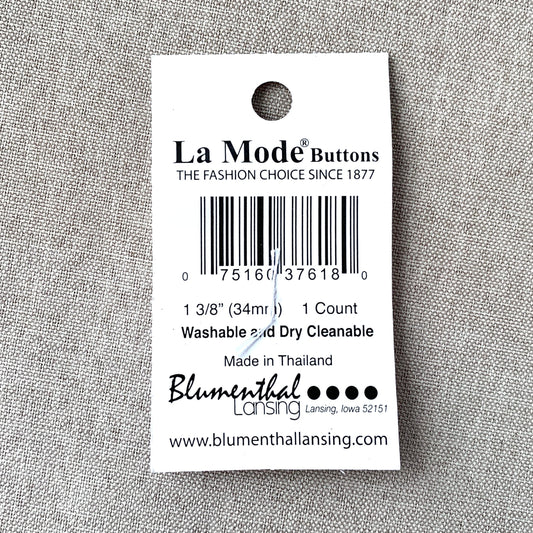 La Mode® Buttons
THE FASHION CHOICE SINCE 1877
0 75160 37618 0
1 3/8" (34mm) 1 Count
Washable and Dry Cleanable
Made in Thailand
Blumenthal
Lansing Lansing, Iowa 52151
www.blumenthallansing.com